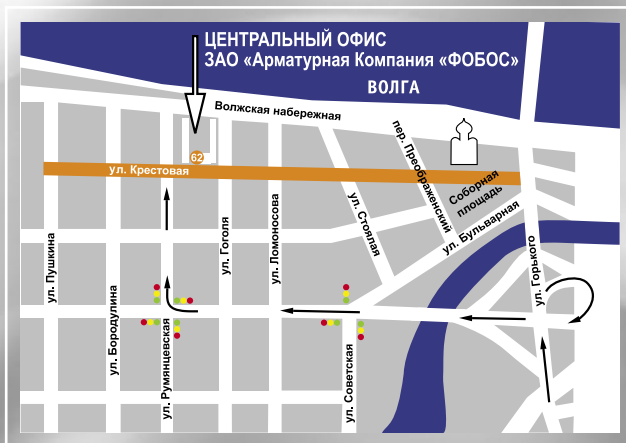 ЦЕНТРАЛЬНЫЙ ОФИС
ЗАО «Арматурная Компания «ФОБОС»
ВОЛГА
Волжская набережная
пер. Преображенский
62
ул. Крестовая
Соборная
площадь
ул. Стоялая
ул. Бульварная
ул. Пушкина
ул. Бородулина
ул. Румянцевская
ул. Гоголя
ул. Ломоносова
ул. Советская
ул. Горького